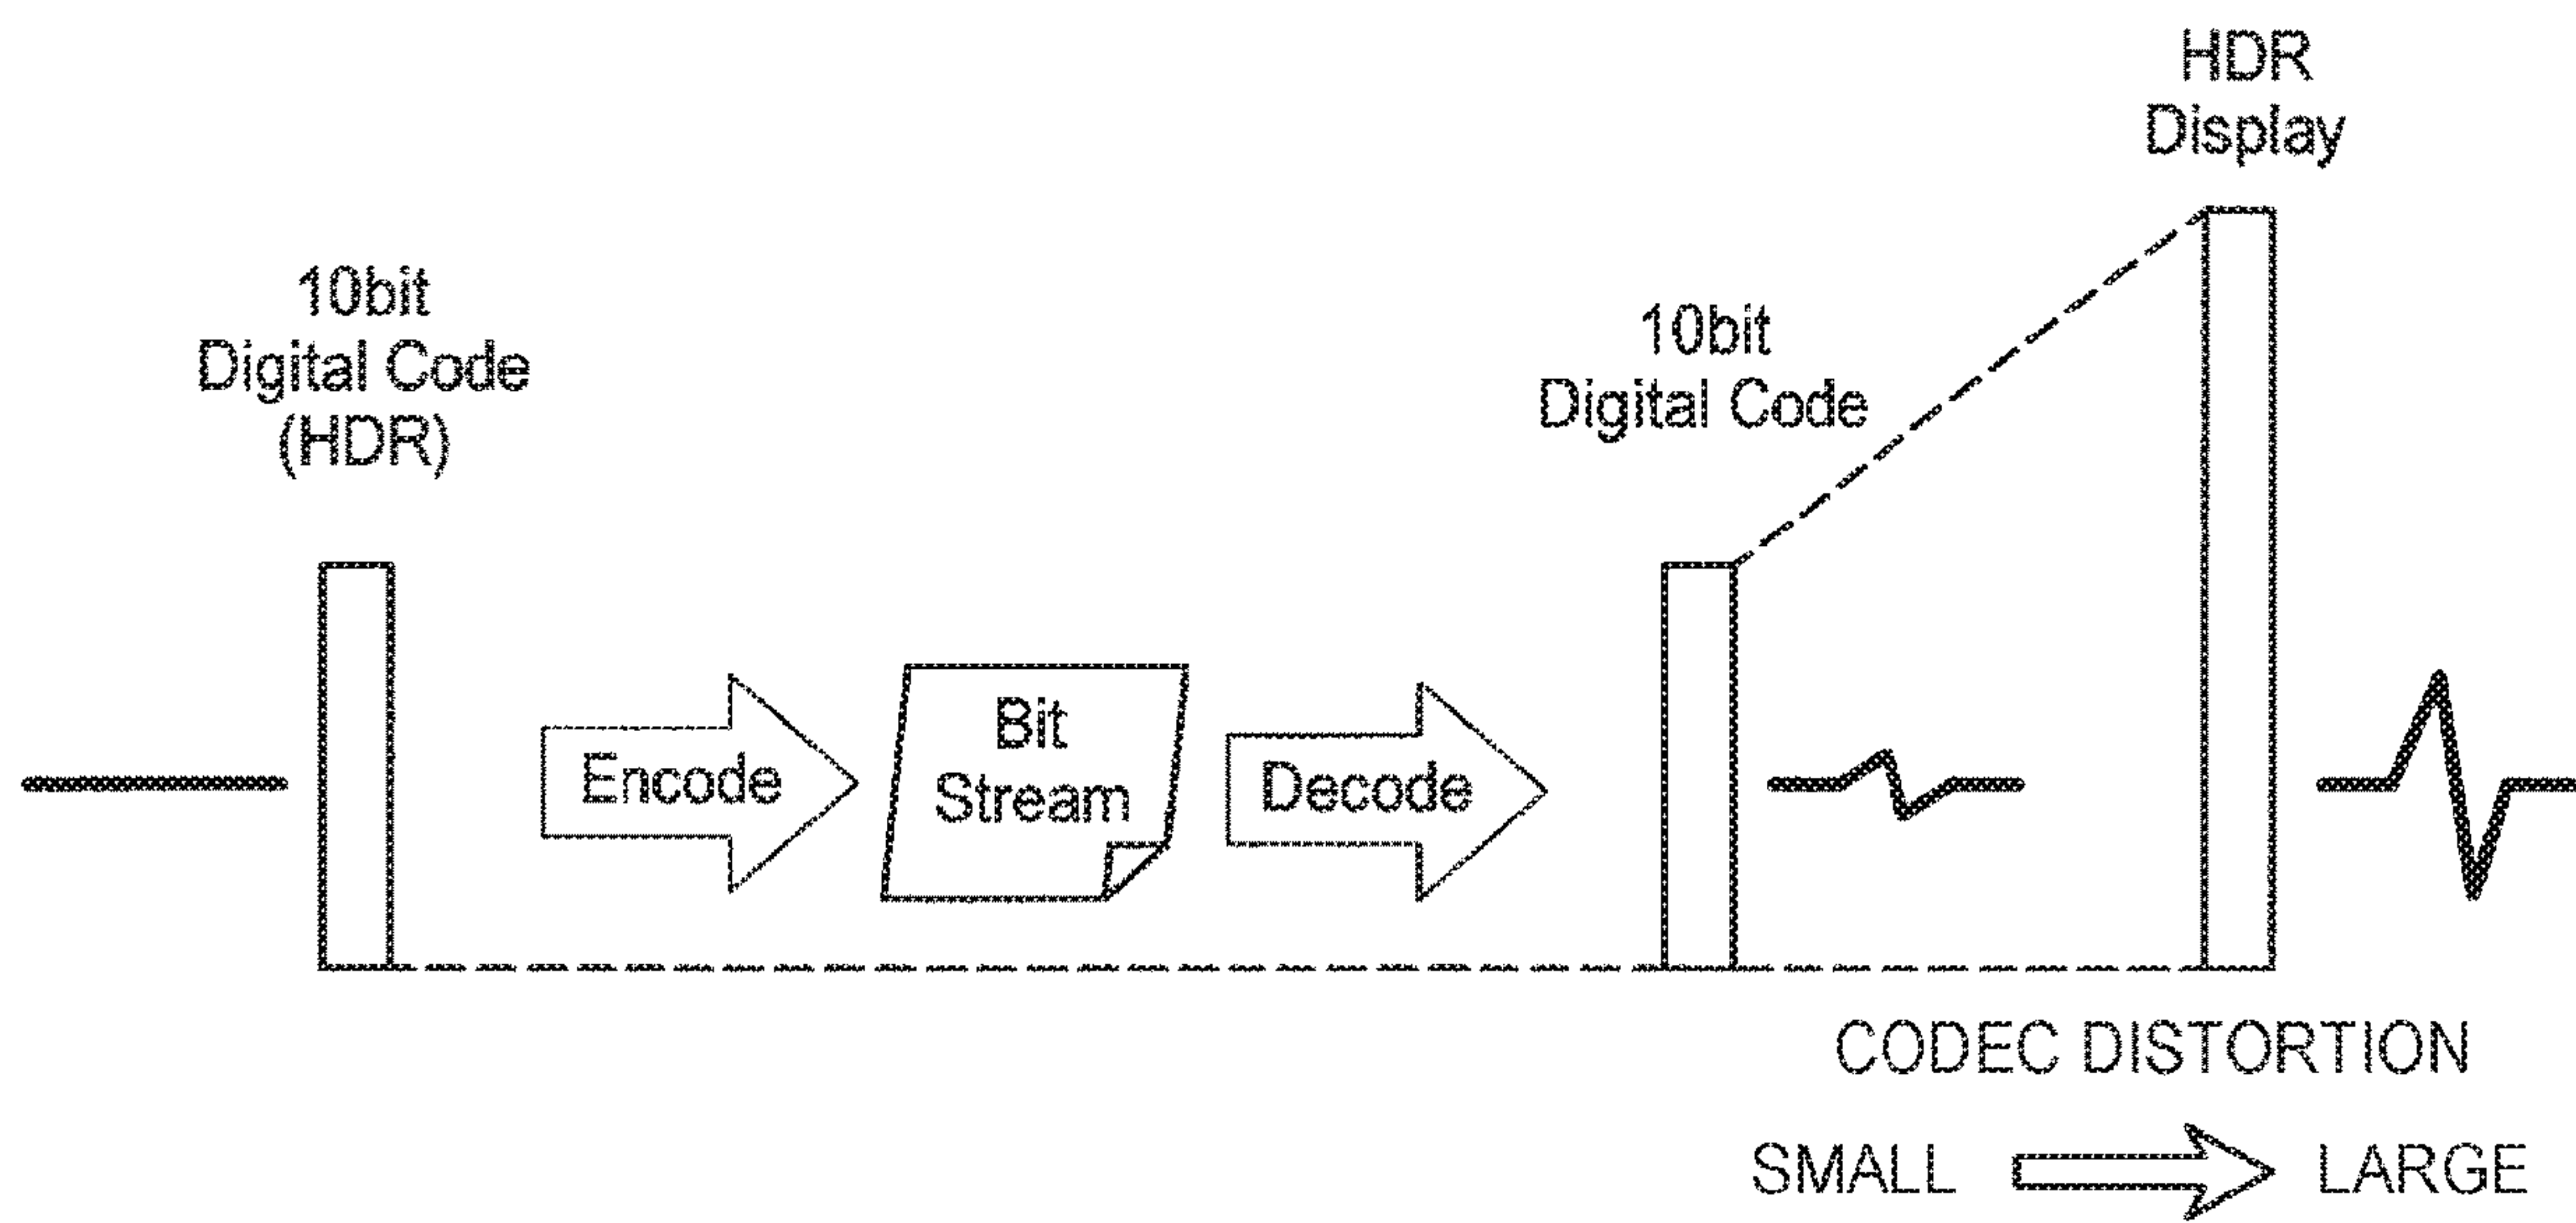 HDR
Display
10bit
Digital Code
(HDR)
10bit
Digital Code
Encode
Bit
Stream
Decode
CODEC DISTORTION
SMALL
LARGE